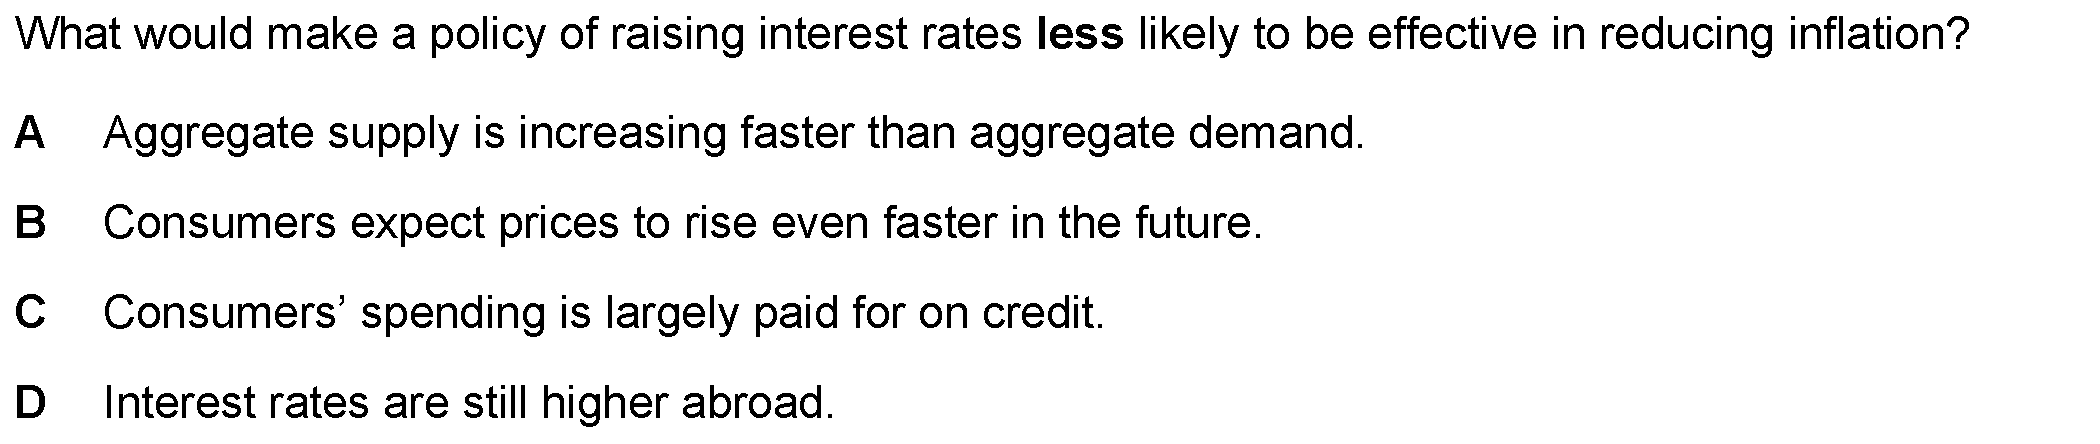 What would make a policy of raising interest rates less likely to be effective in reducing inflation?
A Aggregate supply is increasing faster than aggregate demand.
B Consumers expect prices to rise even faster in the future.
C Consumers’ spending is largely paid for on credit.
D Interest rates are still higher abroad.